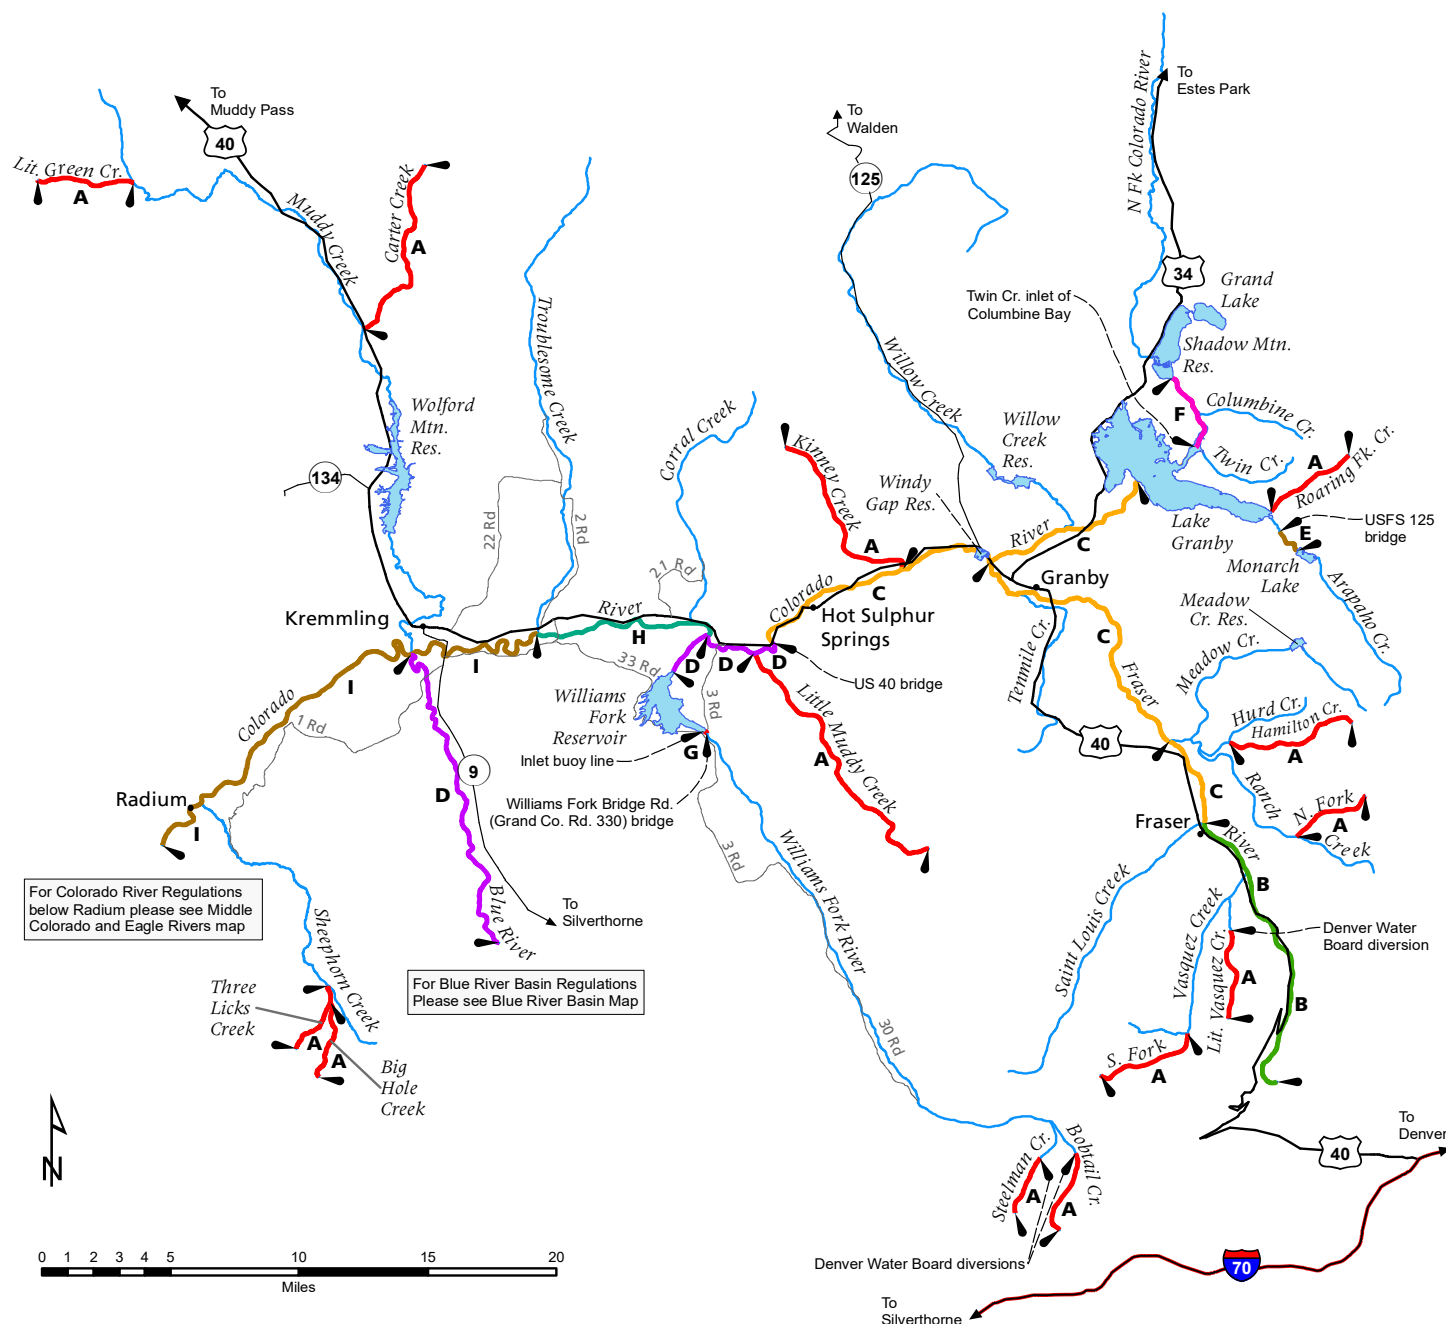 To
Muddy Pass
40
Lit. Green Cr.
A
Muddy Creek
Carter Creek
A
Troublesome Creek
Wolford
Mtn.
Res.
134
22 Rd
2 Rd
21 Rd
Corral Creek
To
Walden
125
Willow Creek
Willow
Creek
Res.
Windy
Gap Res.
Kinney Creek
A
N Fk Colorado River
To
Estes Park
34
Grand
Lake
Twin Cr. inlet of
Columbine Bay
Shadow Mtn.
Res.
F
Columbine Cr.
Twin Cr.
A
Roaring Fk. Cr.
USFS 125
bridge
E
Lake
Granby
Monarch
Lake
Arapaho Cr.
River
C
Granby
Colorado
C
Hot Sulphur
Springs
Kremmling
River
H
I
I
D
D
D
US 40 bridge
33 Rd
3 Rd
Williams
Fork
Reservoir
Inlet buoy line
G
Williams Fork Bridge Rd.
(Grand Co. Rd. 330) bridge
Little Muddy Creek
A
Tenmile Cr.
C
Fraser
Meadow
Cr. Res.
Meadow Cr.
Hurd Cr.
Hamilton Cr.
A
40
Ranch
Creek
N. Fork
A
C
Fraser
River
B
Colorado
1 Rd
Radium
I
9
D
Blue River
To
Silverthorne
3 Rd
Williams Fork River
30 Rd
For Colorado River Regulations
below Radium please see Middle
Colorado and Eagle Rivers map
For Blue River Basin Regulations
Please see Blue River Basin Map
Sheephorn Creek
Three
Licks
Creek
A
A
Big
Hole
Creek
Saint Louis Creek
Vasquez Creek
Lit. Vasquez Cr.
A
Denver Water
Board diversion
B
S. Fork
A
Steelman Cr.
A
Bobtail Cr.
A
Denver Water Board diversions
To
Denver
40
70
To
Silverthorne
N
0 1 2 3 4 5 10 15 20
Miles